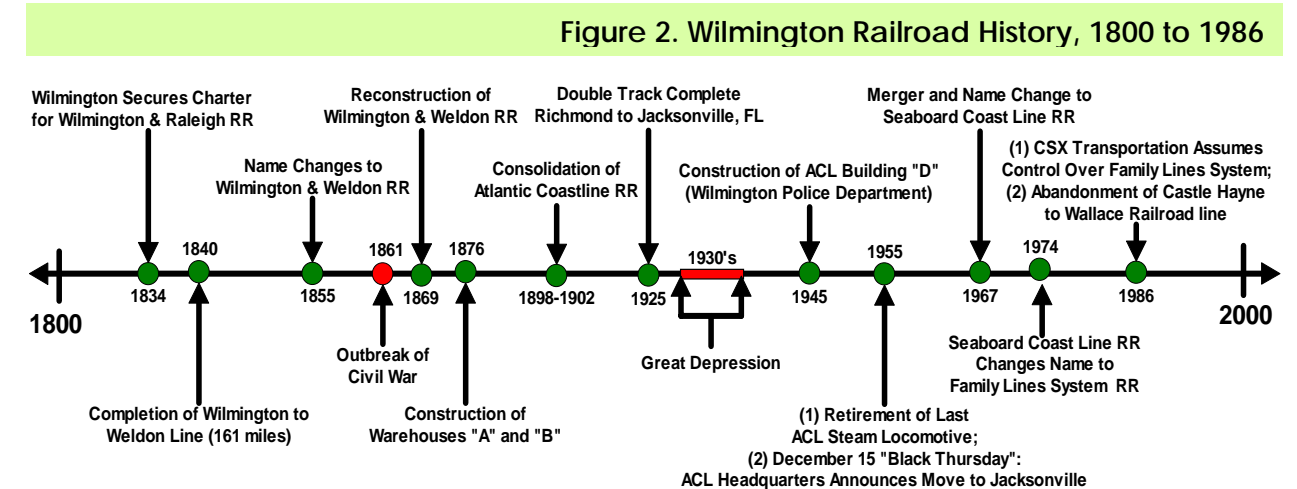 Figure 2. Wilmington Railroad History, 1800 to 1986
Wilmington Secures Charter
for Wilmington & Raleigh RR
Name Changes to
Wilmington & Weldon RR
Reconstruction of
Wilmington & Weldon RR
Consolidation of
Atlantic Coastline RR
Double Track Complete
Richmond to Jacksonville, FL
Construction of ACL Building "D"
(Wilmington Police Department)
Merger and Name Change to
Seaboard Coast Line RR
(1) CSX Transportation Assumes
Control Over Family Lines System;
(2) Abandonment of Castle Hayne
to Wallace Railroad line
1800
1834
1840
1855
1861
1869
1876
1898-1902
1925
1930's
1945
1955
1967
1974
1986
2000
Completion of Wilmington to
Weldon Line (161 miles)
Outbreak of
Civil War
Construction of
Warehouses "A" and "B"
Great Depression
(1) Retirement of Last
ACL Steam Locomotive;
(2) December 15 "Black Thursday":
ACL Headquarters Announces Move to Jacksonville
Seaboard Coast Line RR
Changes Name to
Family Lines System RR